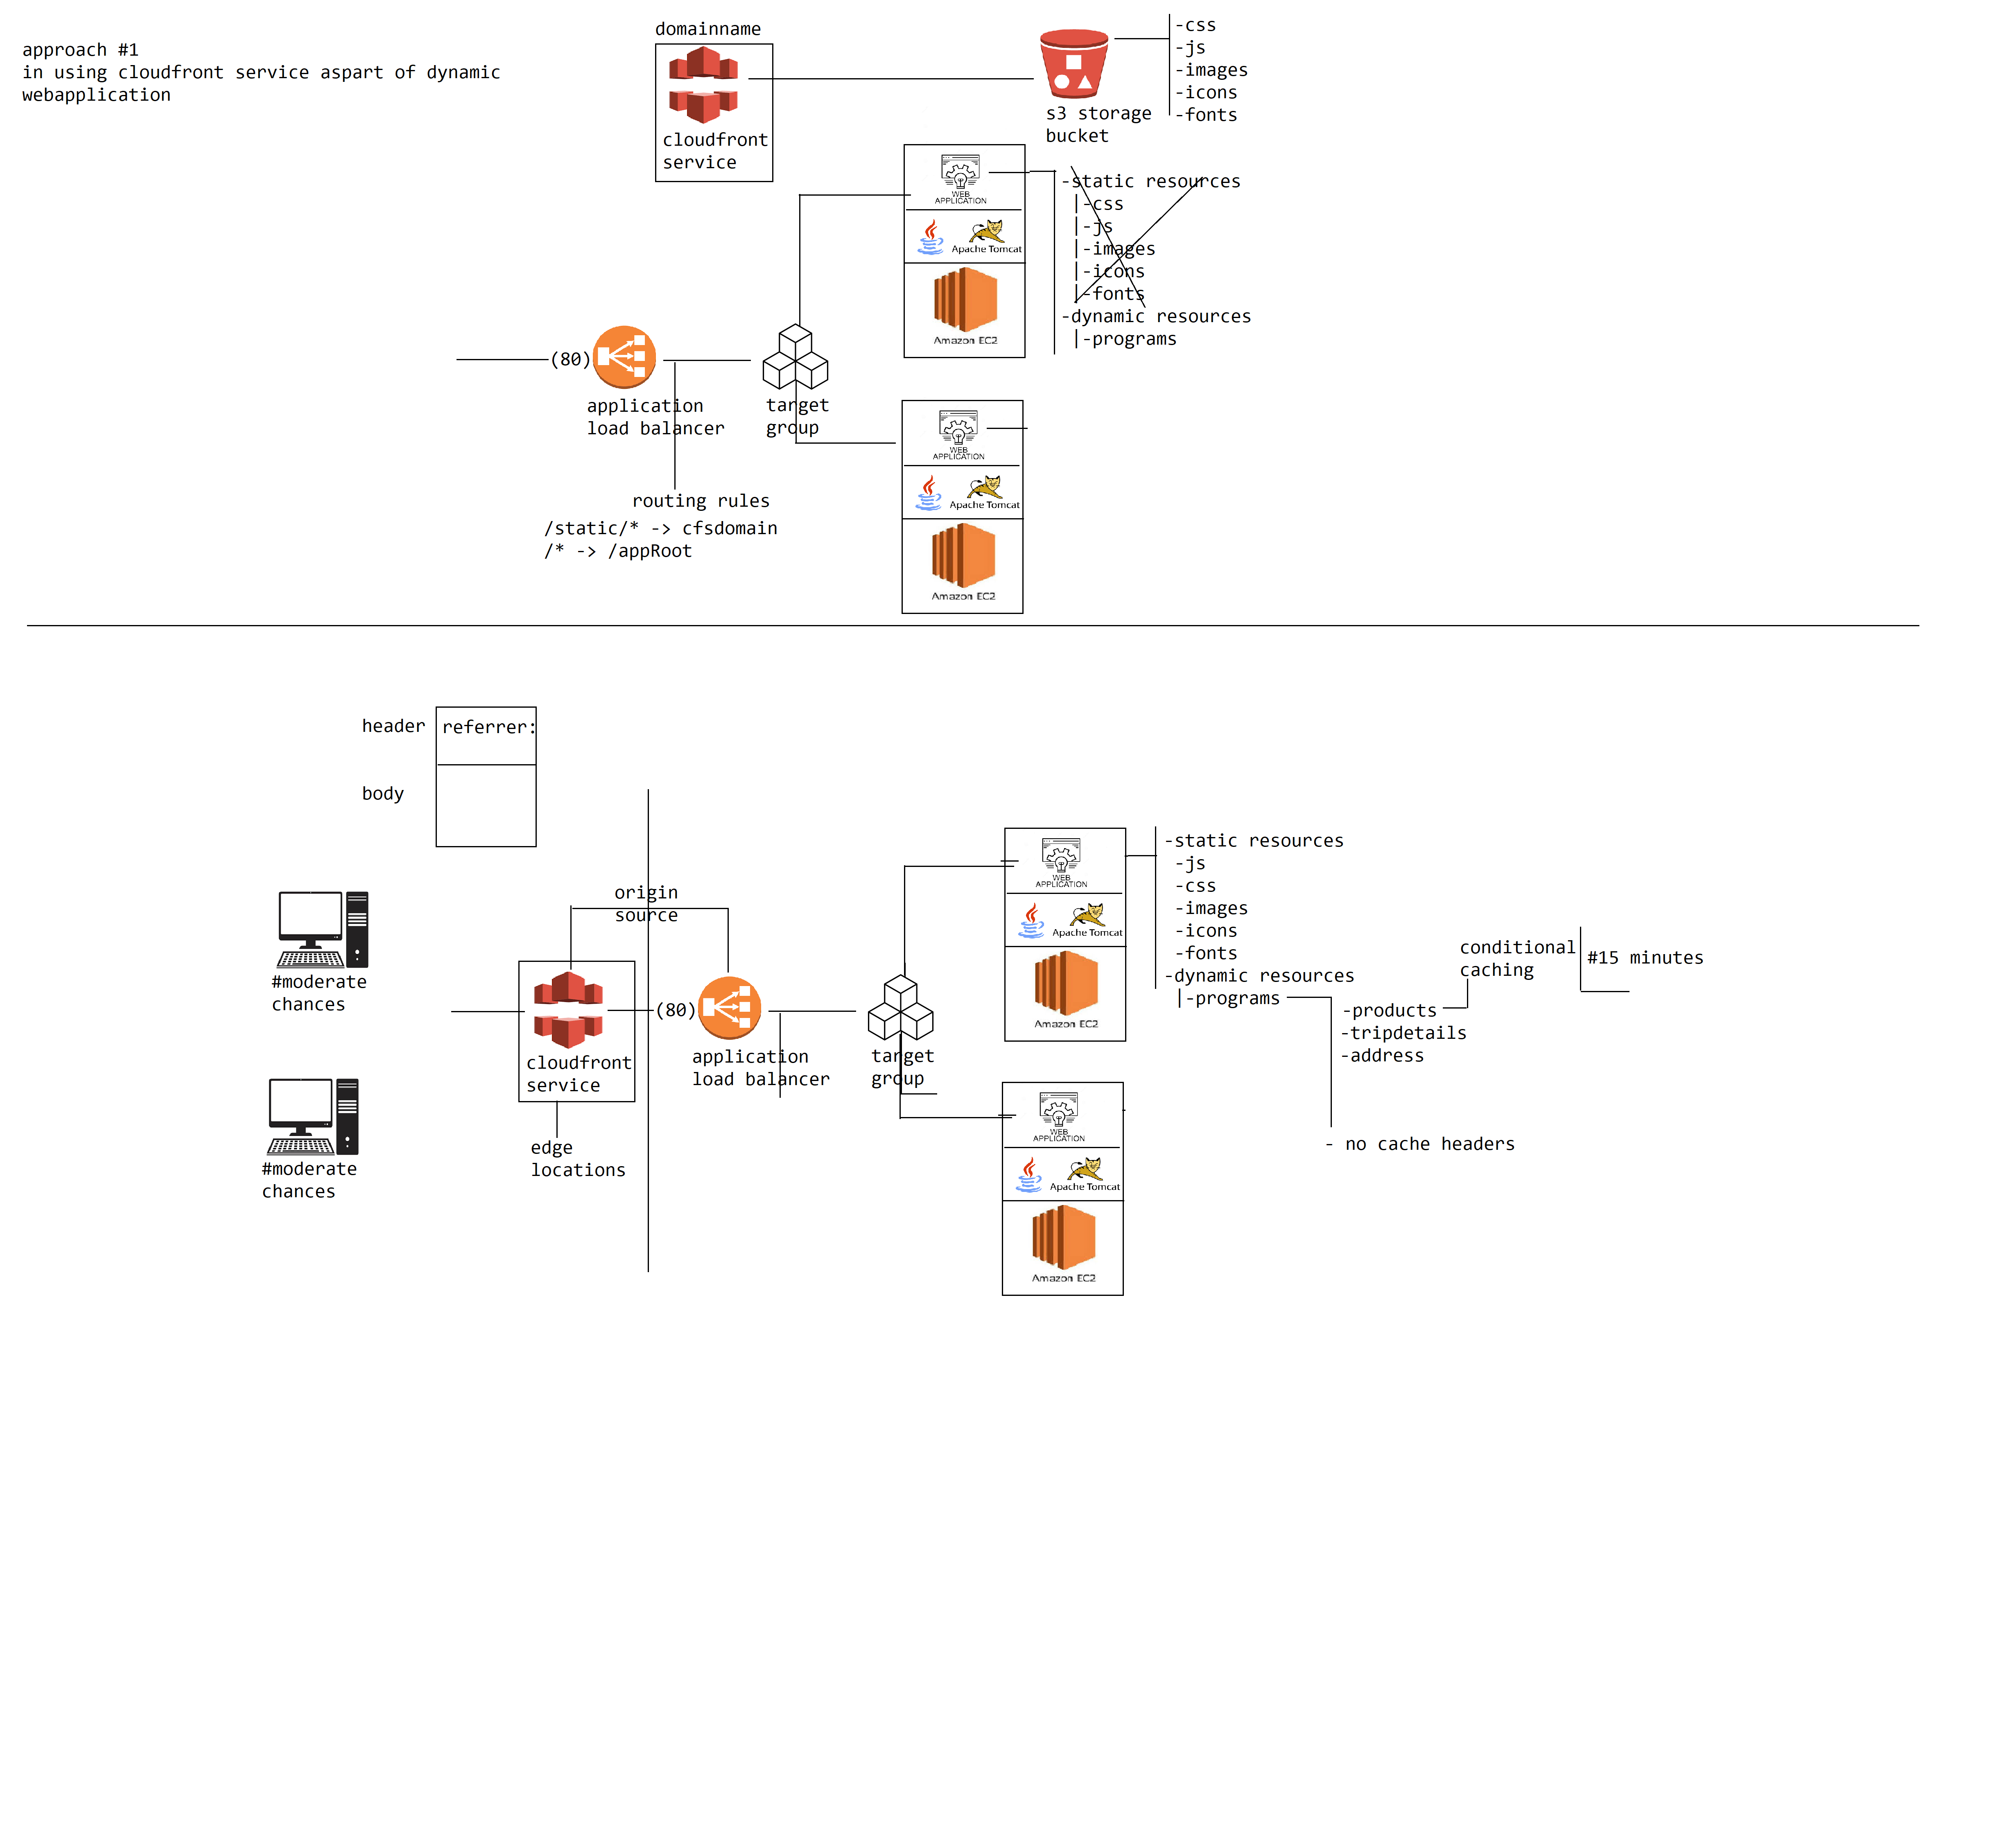 approach #1
in using cloudfront service aspart of dynamic
webapplication
domainname
cloudfront
service
s3 storage
bucket
-css
-js
-images
-icons
-fonts
WEB
APPLICATION
Apache Tomcat
Amazon EC2
-static resources
|-css
|-js
|-images
|-icons
|-fonts
-dynamic resources
|-programs
(80)
application
load balancer
target
group
routing rules
/static/* -> cfsdomain
/* -> /appRoot
WEB
APPLICATION
Apache Tomcat
Amazon EC2
header
referrer:
body
#moderate
chances
#moderate
chances
origin
source
cloudfront
service
edge
locations
(80)
application
load balancer
target
group
WEB
APPLICATION
Apache Tomcat
Amazon EC2
-static resources
-js
-css
-images
-icons
-fonts
-dynamic resources
|-programs
-products
-tripdetails
-address
conditional
caching
#15 minutes
- no cache headers
WEB
APPLICATION
Apache Tomcat
Amazon EC2